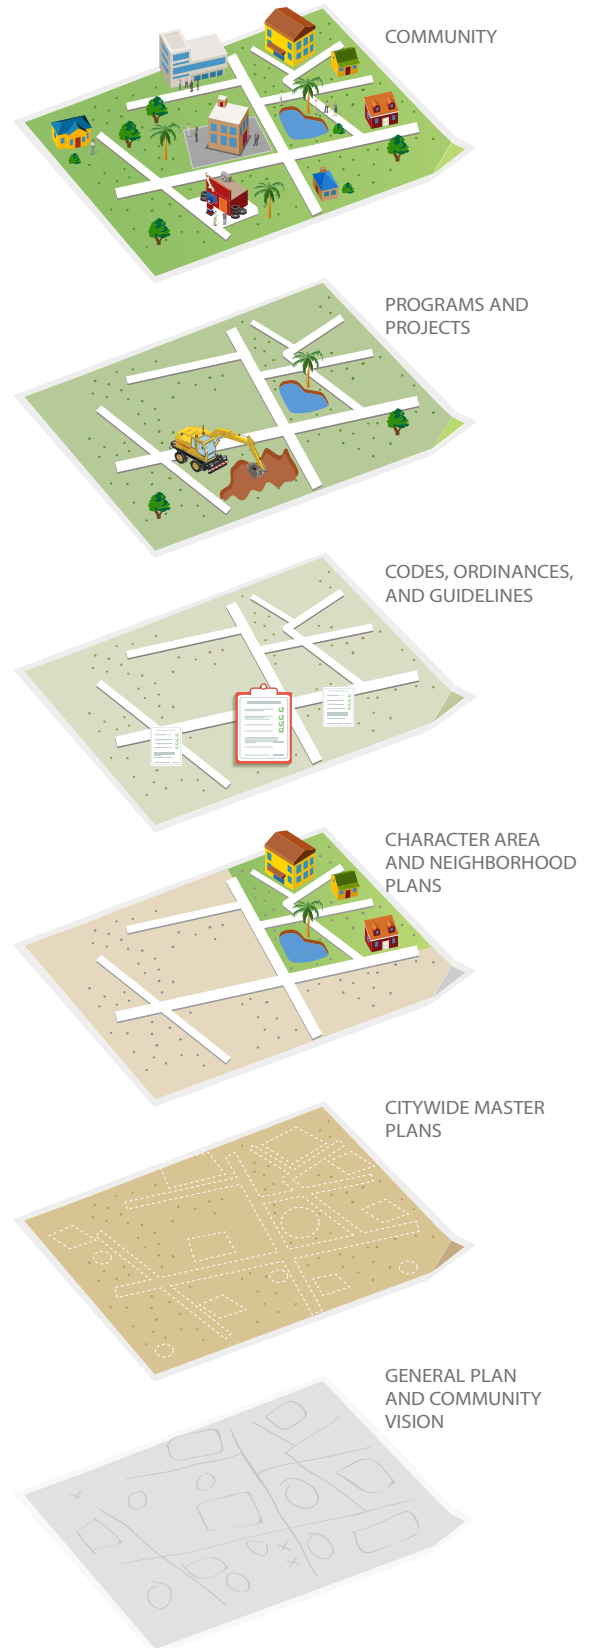 COMMUNITY
PROGRAMS AND
PROJECTS
CODES, ORDINANCES,
AND GUIDELINES
CHARACTER AREA
AND NEIGHBORHOOD
PLANS
CITYWIDE MASTER
PLANS
GENERAL PLAN
AND COMMUNITY
VISION